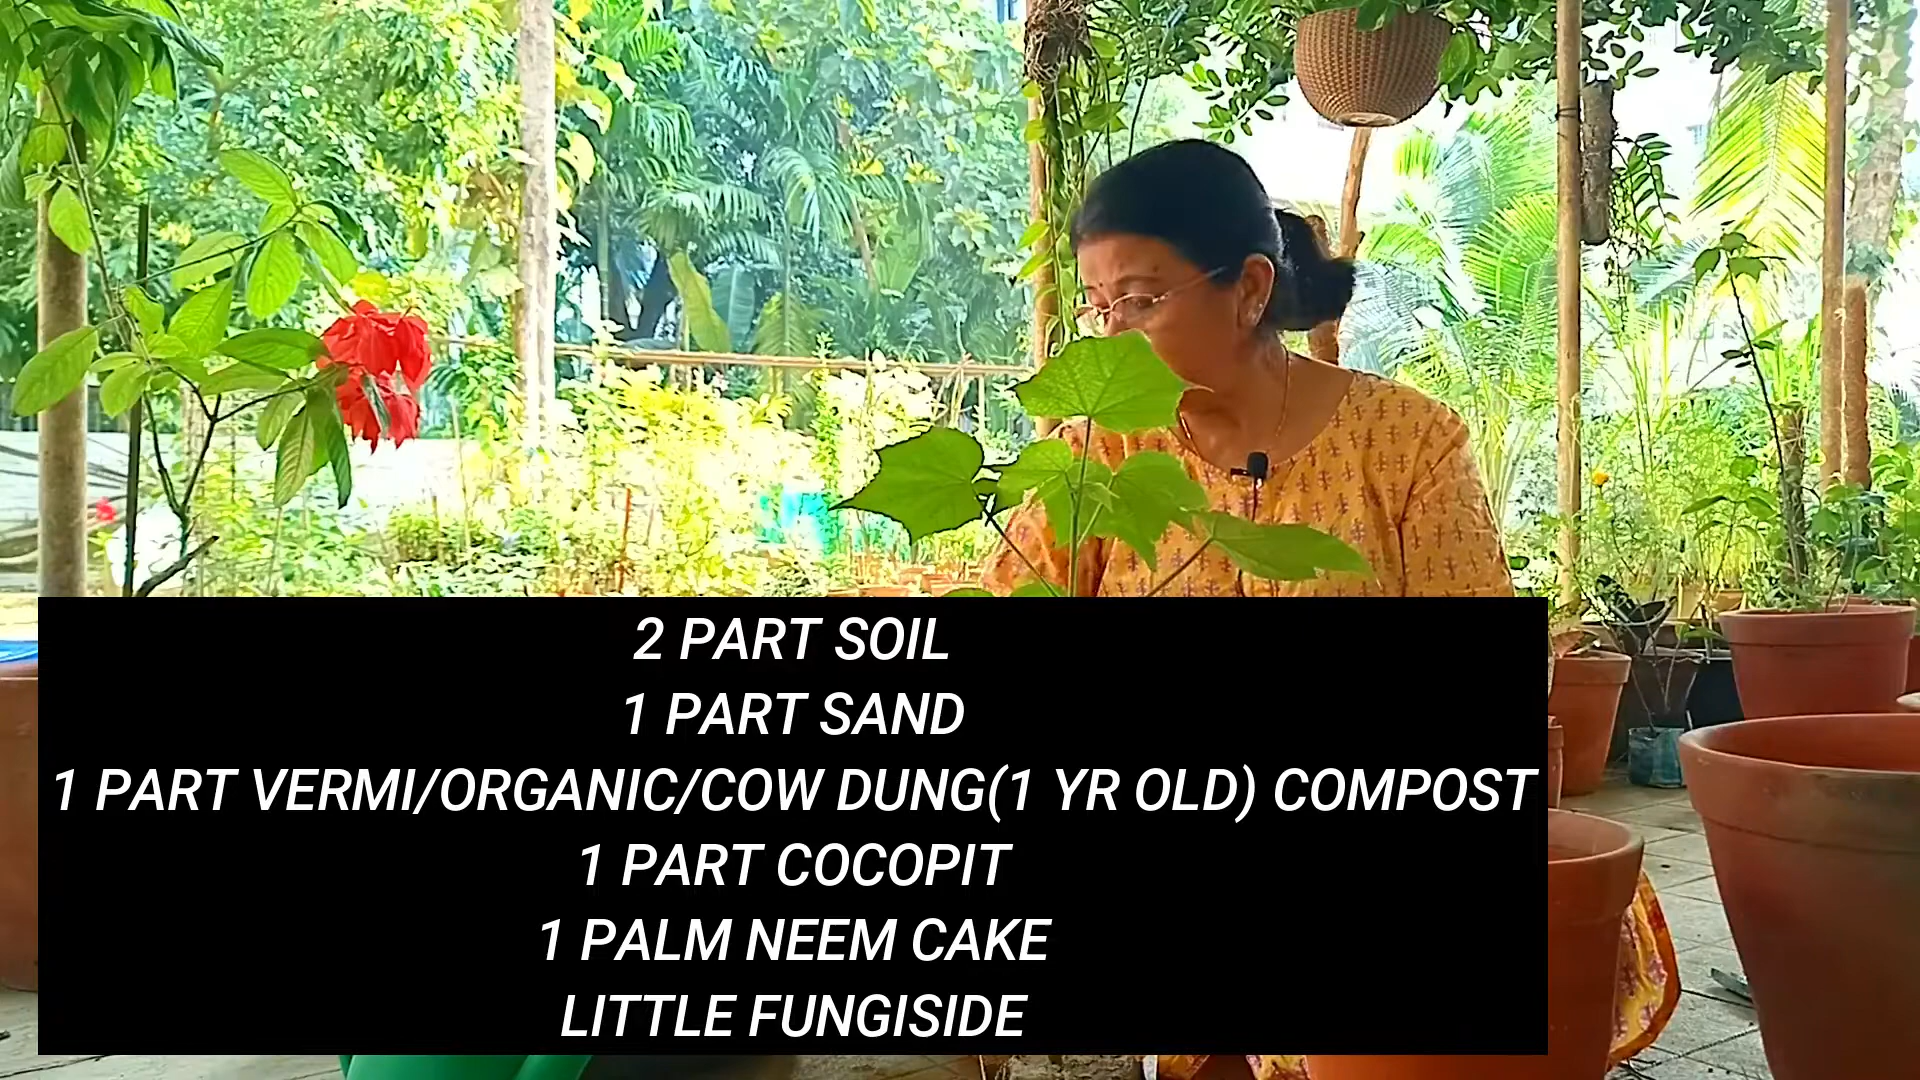 2 PART SOIL
1 PART SAND
1 PART VERMI/ORGANIC/COW DUNG(1 YR OLD) COMPOST
1 PART COCOPIT
1 PALM NEEM CAKE
LITTLE FUNGISIDE